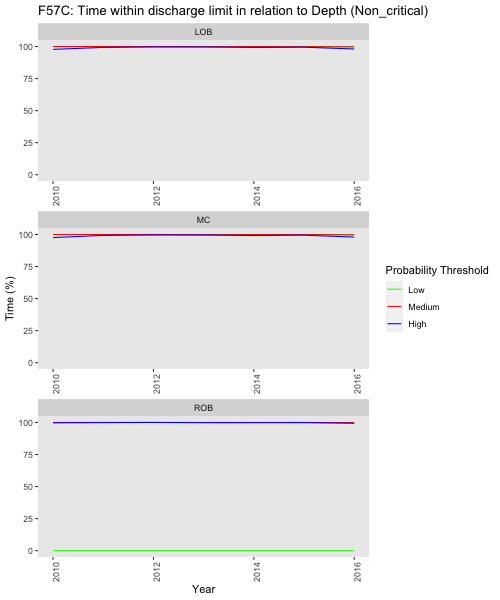 F57C: Time within discharge limit in relation to Depth (Non_critical)
LOB
100
75
50
25
0
2010
2012
2014
2016
MC
100
75
50
25
0
2010
2012
2014
2016
Time (%)
Probability Threshold
Low
Medium
High
ROB
100
75
50
25
0
2010
2012
2014
2016
Year